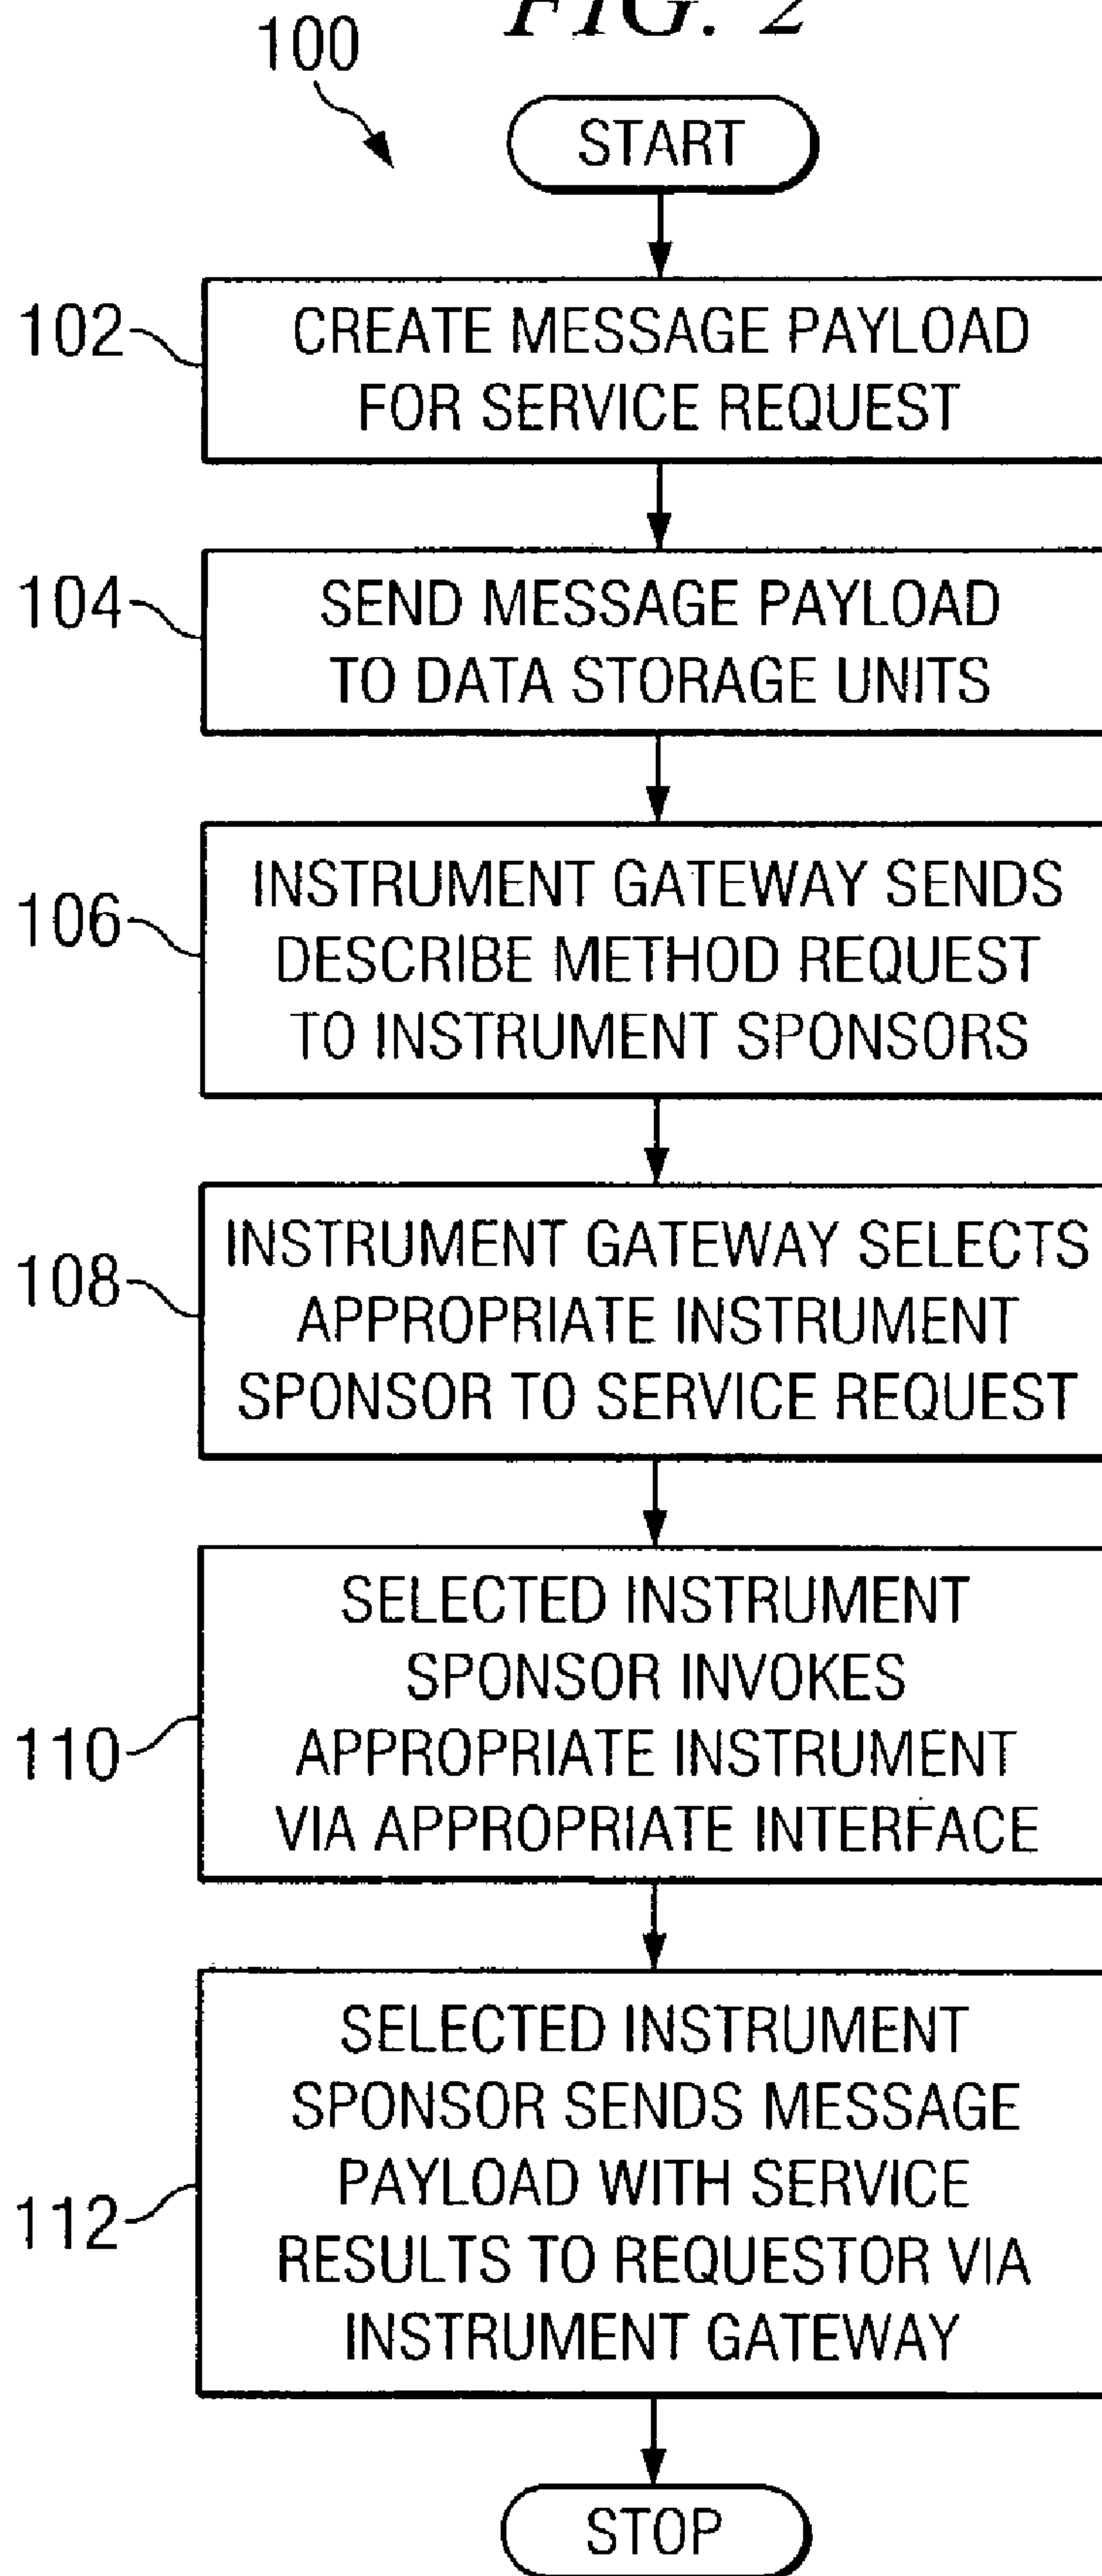 FIG. 2
100
START
102
CREATE MESSAGE PAYLOAD
FOR SERVICE REQUEST
104
SEND MESSAGE PAYLOAD
TO DATA STORAGE UNITS
106
INSTRUMENT GATEWAY SENDS
DESCRIBE METHOD REQUEST
TO INSTRUMENT SPONSORS
108
INSTRUMENT GATEWAY SELECTS
APPROPRIATE INSTRUMENT
SPONSOR TO SERVICE REQUEST
110
SELECTED INSTRUMENT
SPONSOR INVOKES
APPROPRIATE INSTRUMENT
VIA APPROPRIATE INTERFACE
112
SELECTED INSTRUMENT
SPONSOR SENDS MESSAGE
PAYLOAD WITH SERVICE
RESULTS TO REQUESTOR VIA
INSTRUMENT GATEWAY
STOP